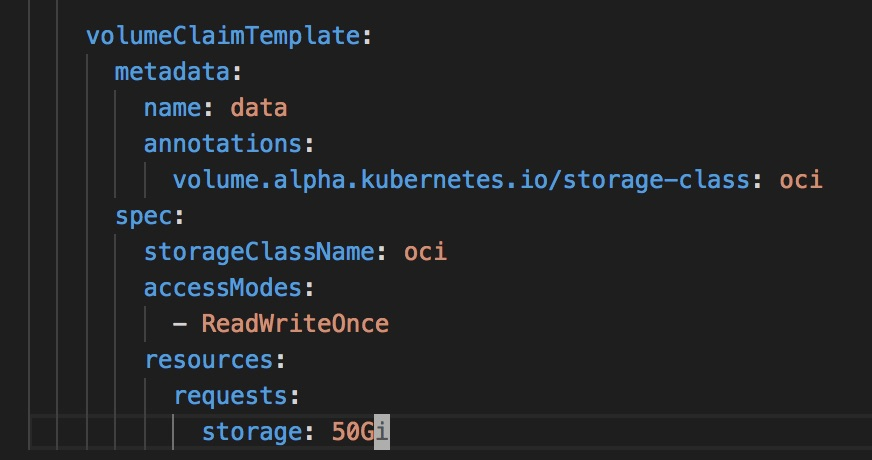 volumeClaimTemplate:
metadata:
name: data
annotations:
volume.alpha.kubernetes.io/storage-class: oci
spec:
storageClassName: oci
accessModes:
- ReadWriteOnce
resources:
requests:
storage: 50Gi